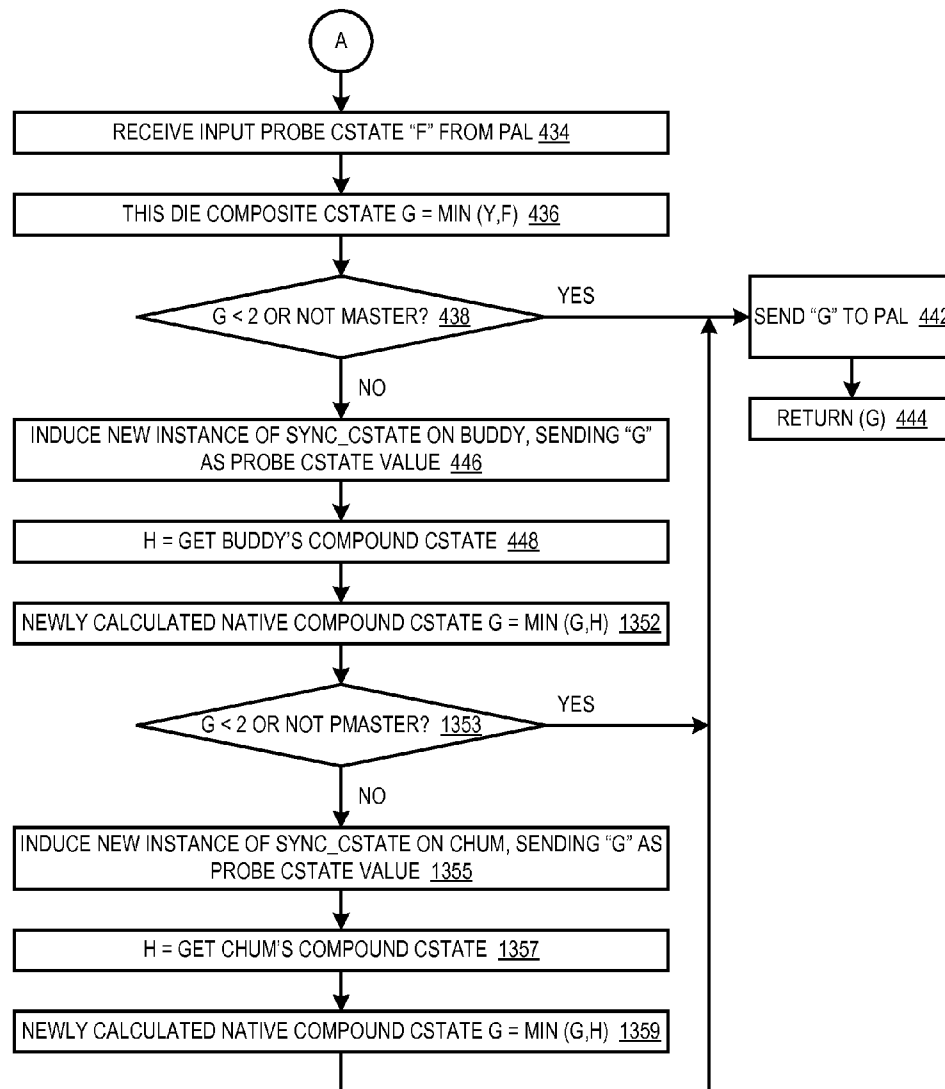 A
RECEIVE INPUT PROBE CSTATE “F” FROM PAL 434
THIS DIE COMPOSITE CSTATE G = MIN (Y,F) 436
G < 2 OR NOT MASTER? 438
YES
SEND “G” TO PAL 442
RETURN (G) 444
NO
INDUCE NEW INSTANCE OF SYNC_CSTATE ON BUDDY, SENDING “G”
AS PROBE CSTATE VALUE 446
H = GET BUDDY’S COMPOUND CSTATE 448
NEWLY CALCULATED NATIVE COMPOUND CSTATE G = MIN (G,H) 1352
G < 2 OR NOT PMASTER? 1353
YES
NO
INDUCE NEW INSTANCE OF SYNC_CSTATE ON CHUM, SENDING “G” AS
PROBE CSTATE VALUE 1355
H = GET CHUM’S COMPOUND CSTATE 1357
NEWLY CALCULATED NATIVE COMPOUND CSTATE G = MIN (G,H) 1359